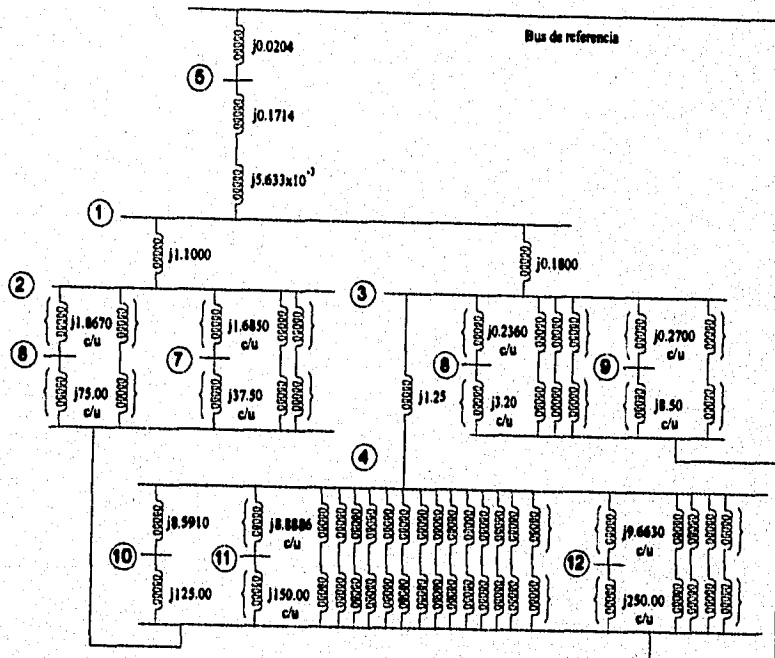 j0.0204
Bus de referencia
5
j0.1714
j5.633x10⁻³
1
j1.1000
j0.1800
2
3
j1.8670
c/u
j1.6850
c/u
j0.2360
c/u
j0.2700
c/u
6
7
8
9
j1.25
j75.00
c/u
j37.50
c/u
j3.20
c/u
j8.50
c/u
4
j8.5910
j8.8886
c/u
j9.6630
c/u
10
11
12
j125.00
j150.00
c/u
j250.00
c/u